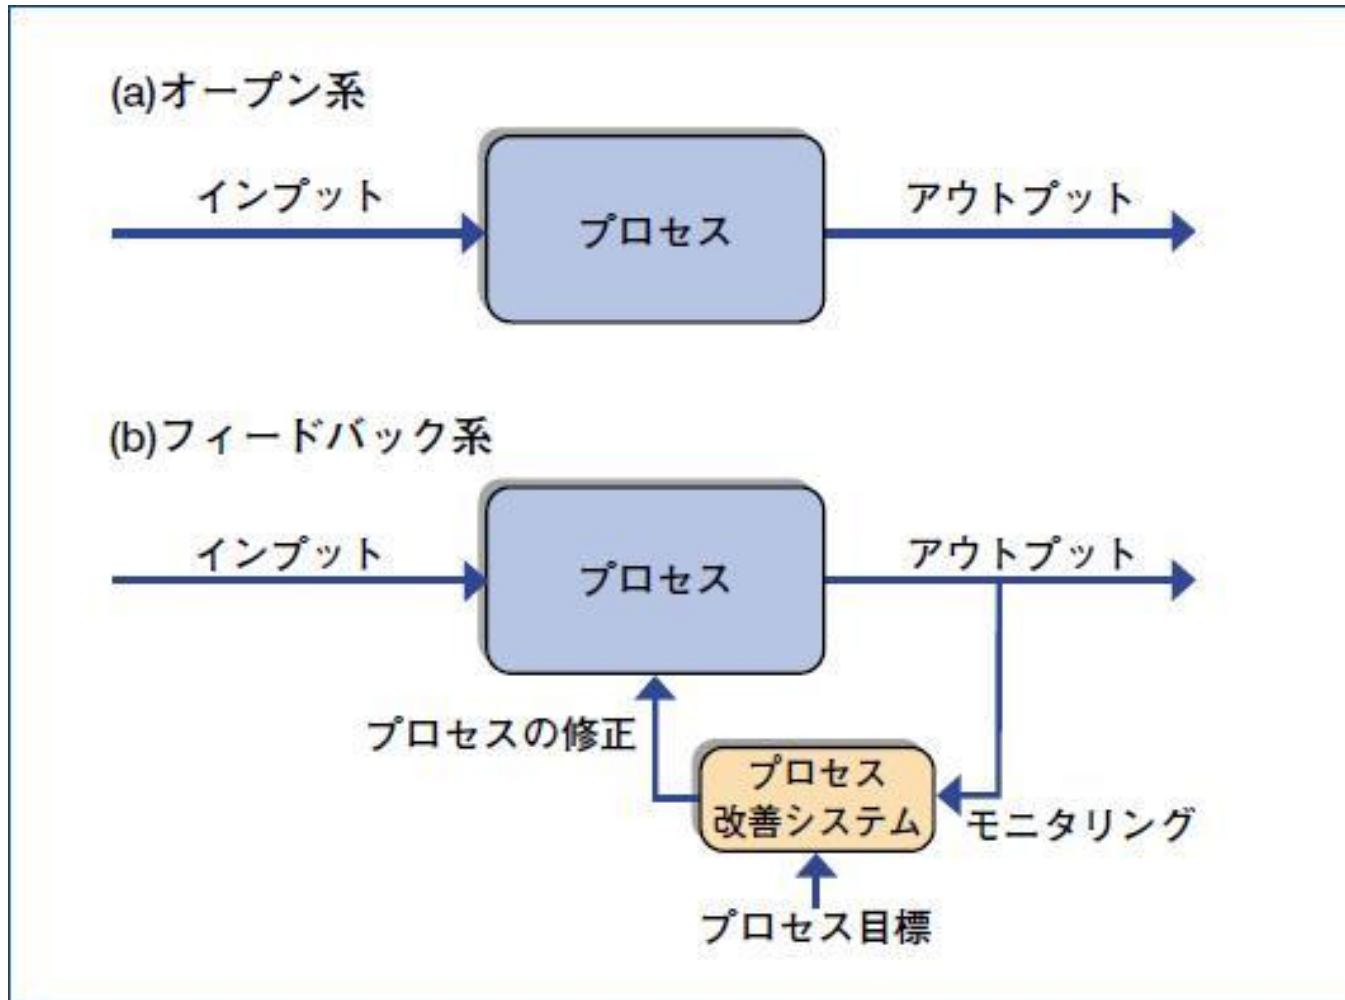 (a)オープン系
インプット
プロセス
アウトプット
(b)フィードバック系
インプット
プロセス
アウトプット
プロセスの修正
プロセス
改善システム
モニタリング
プロセス目標